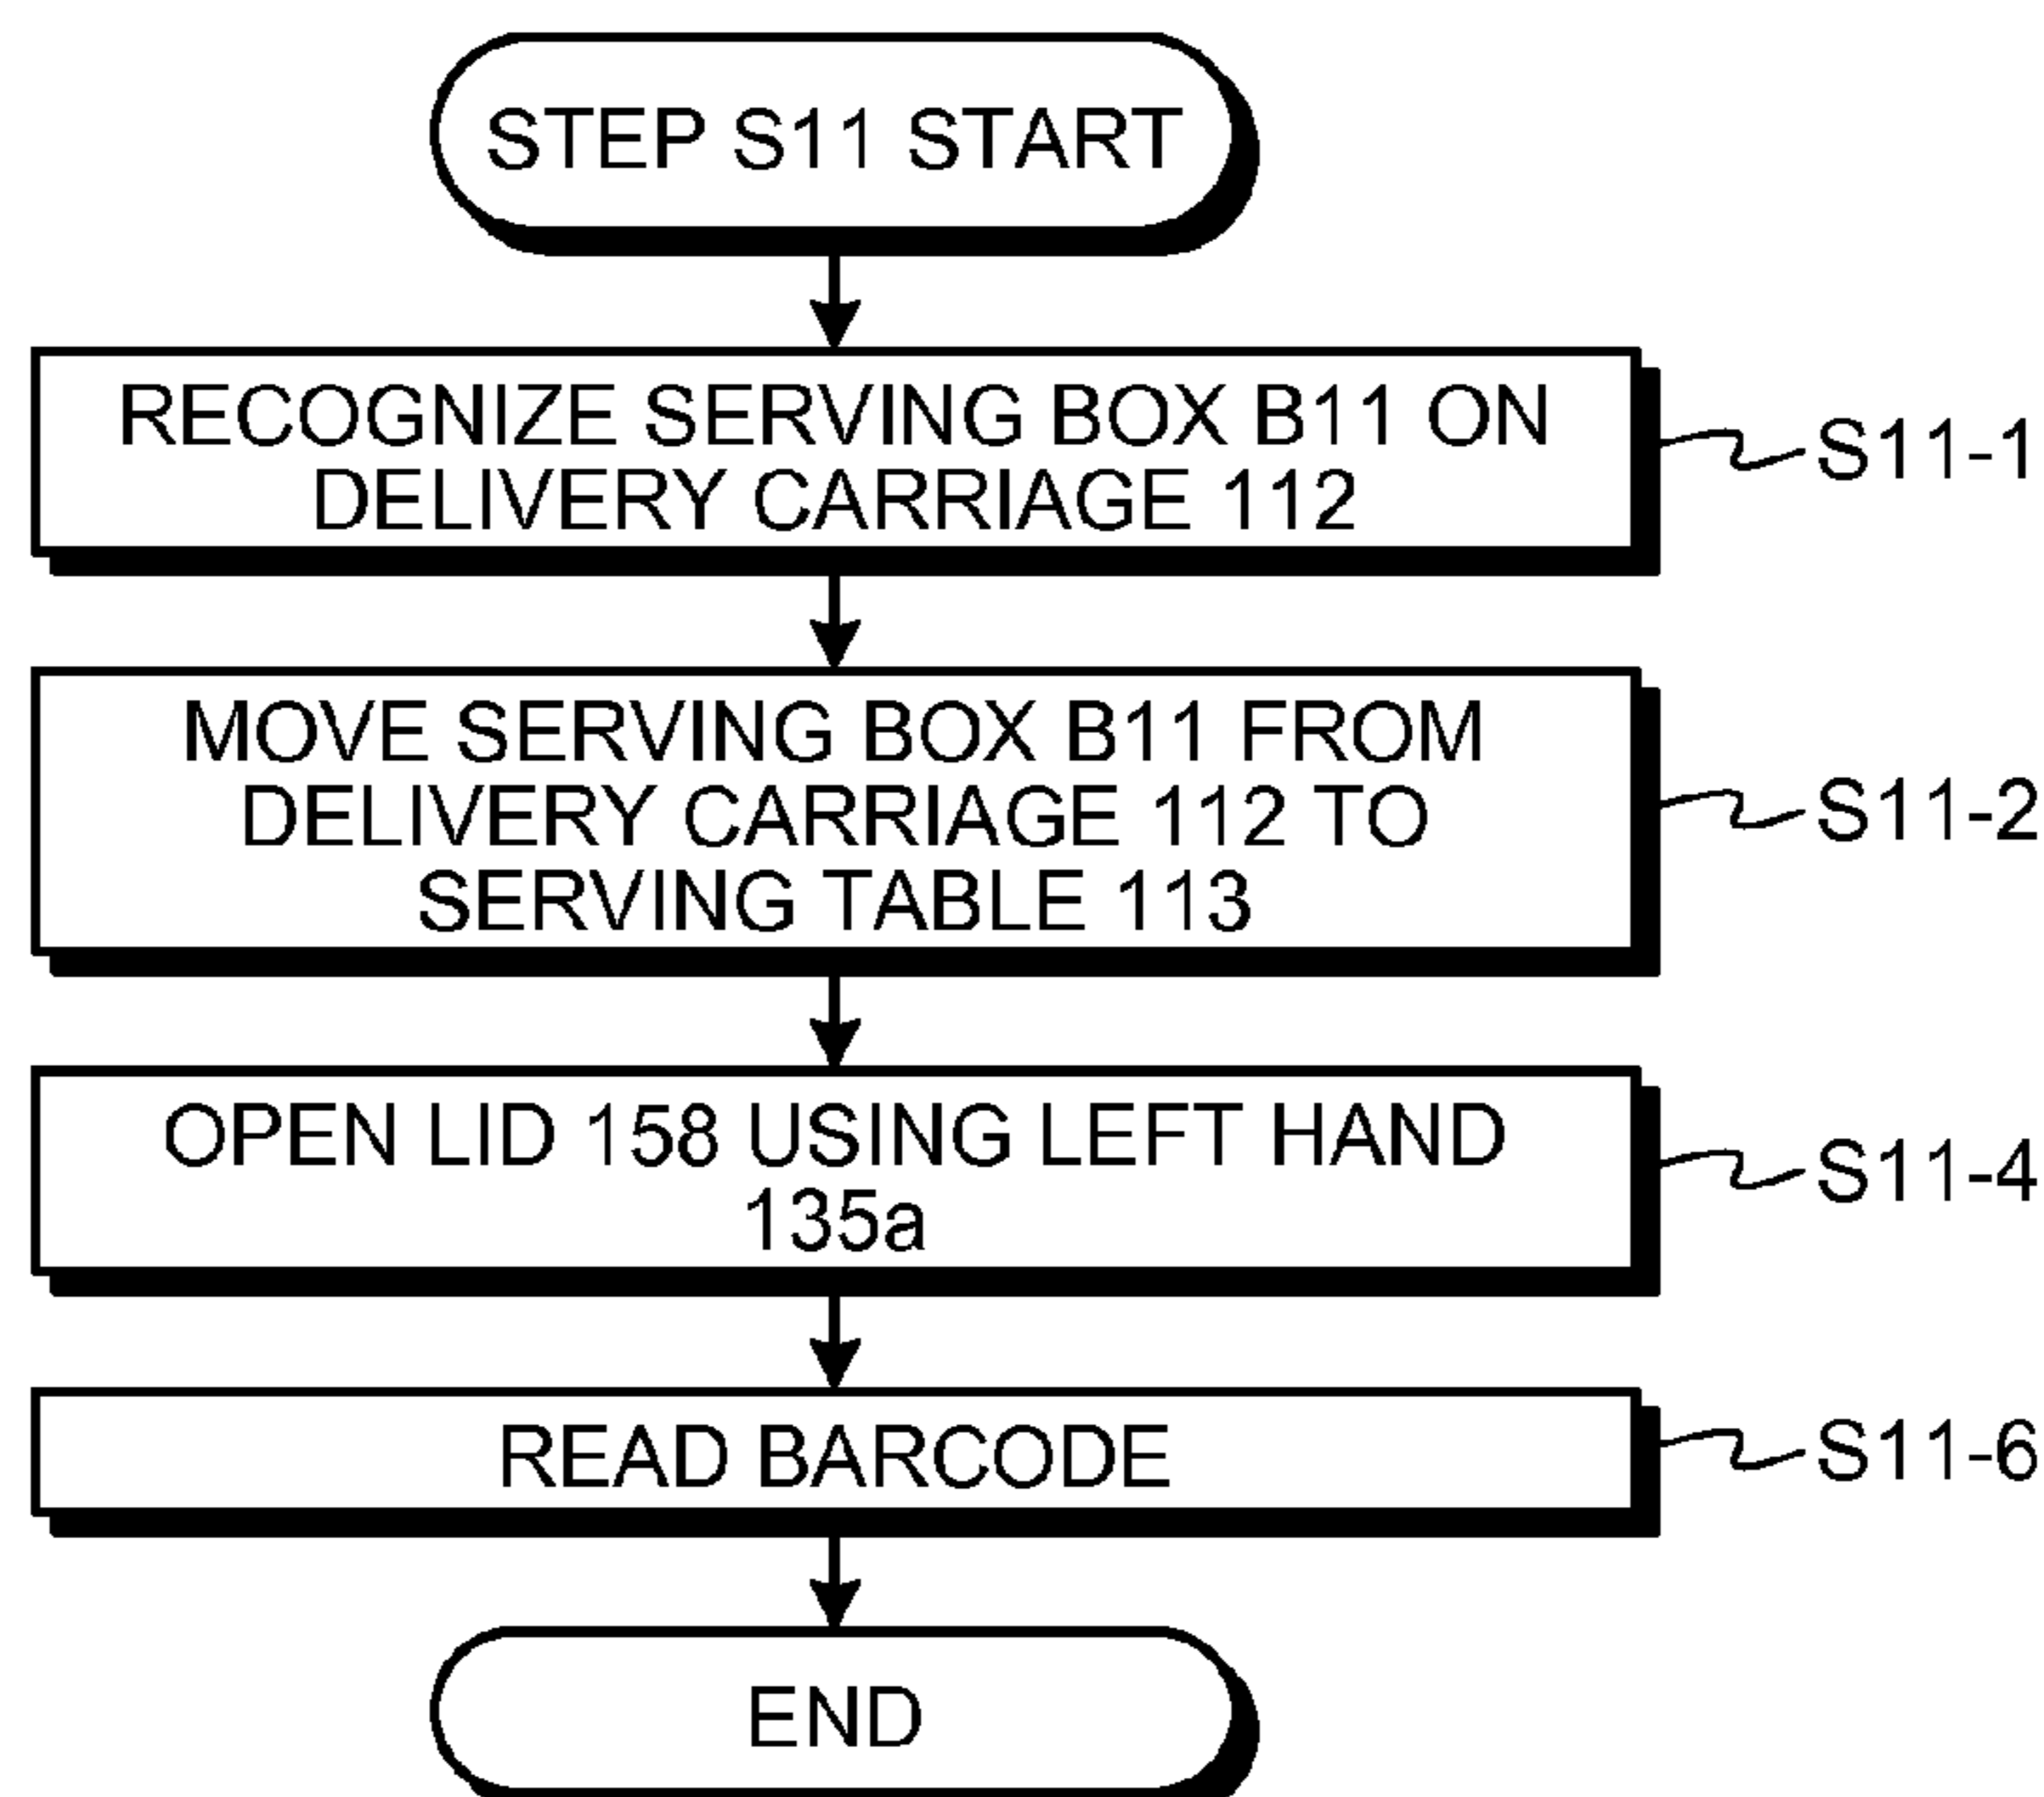 STEP S11 START
RECOGNIZE SERVING BOX B11 ON
DELIVERY CARRIAGE 112
S11-1
MOVE SERVING BOX B11 FROM
DELIVERY CARRIAGE 112 TO
SERVING TABLE 113
S11-2
OPEN LID 158 USING LEFT HAND
135a
S11-4
READ BARCODE
S11-6
END